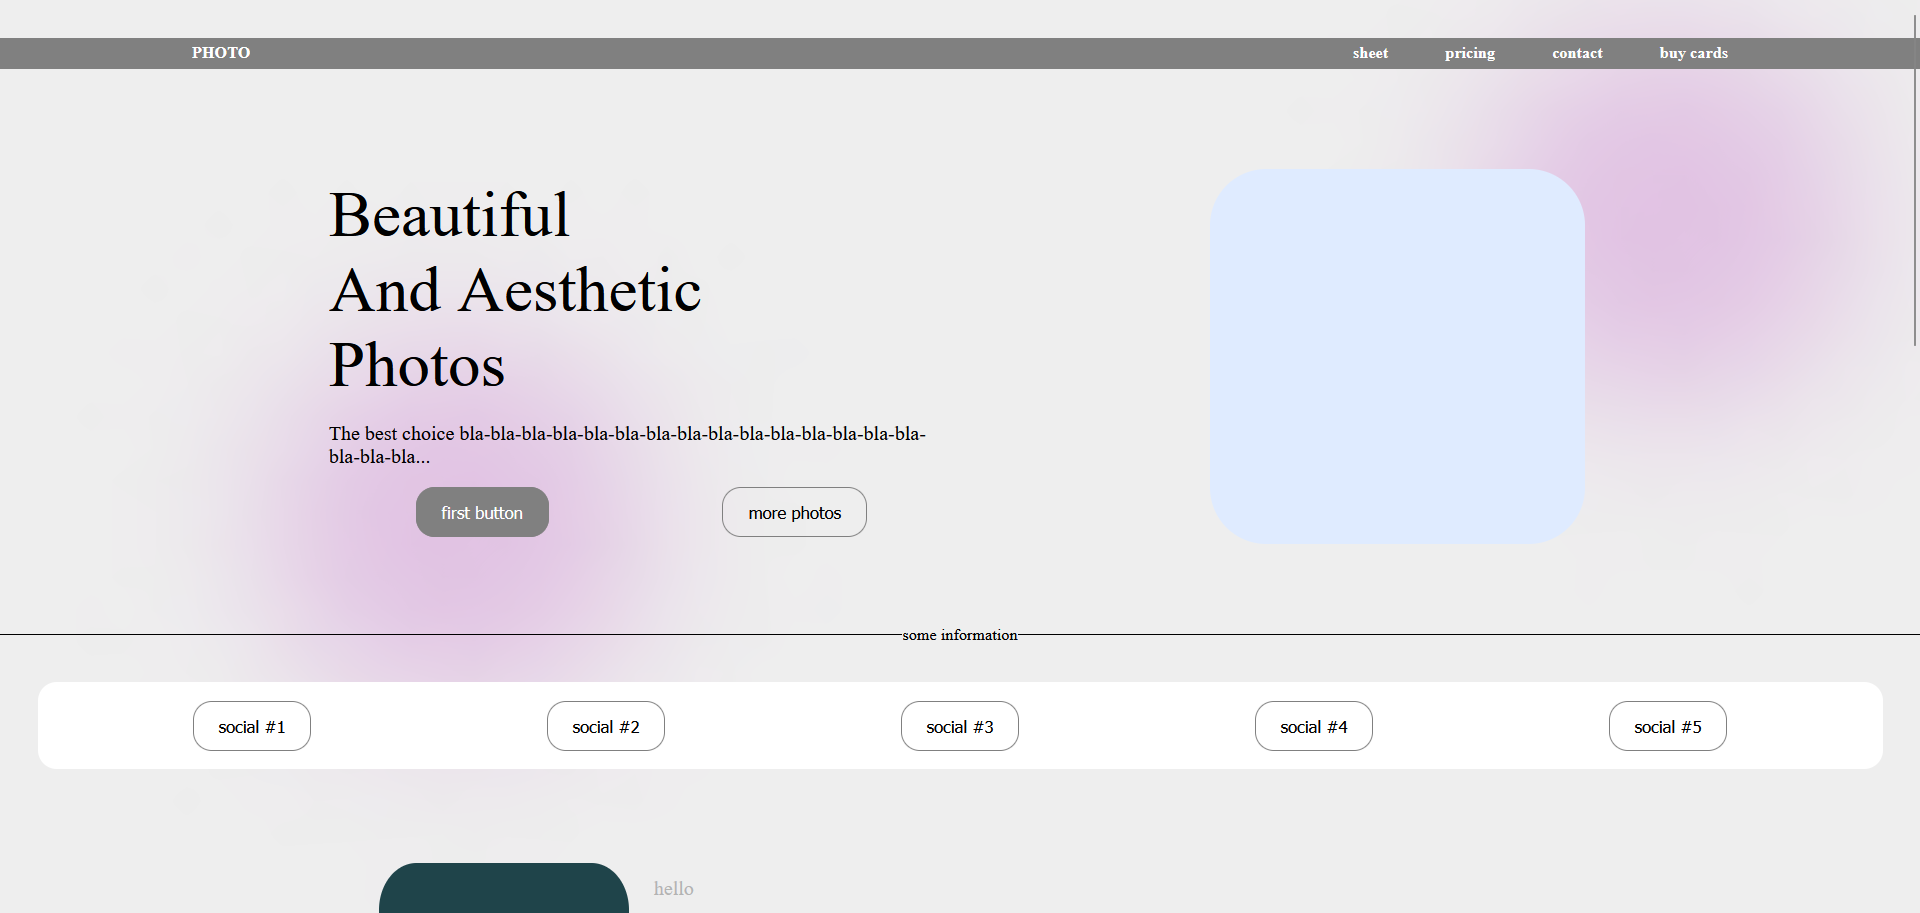 PHOTO sheet pricing contact buy cards
Beautiful
And Aesthetic
Photos
The best choice bla-bla-bla-bla-bla-bla-bla-bla-bla-bla-bla-bla-bla-bla-bla-
bla-bla-bla...
first button more photos
some information
social #1 social #2 social #3 social #4 social #5
hello